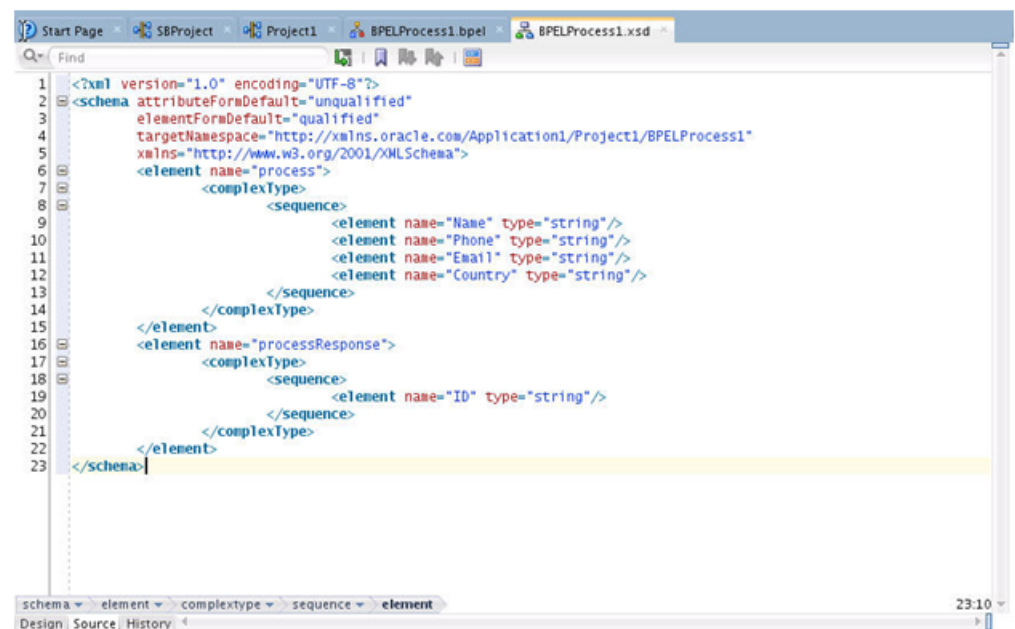 Start Page SBProject Project1 BPELProcess1.bpel BPELProcess1.xsd
Find
1 <?xml version="1.0" encoding="UTF-8"?>
2 <schema attributeFormDefault="unqualified"
3 elementFormDefault="qualified"
4 targetNamespace="http://xmlns.oracle.com/Application1/Project1/BPELProcess1"
5 xmlns="http://www.w3.org/2001/XMLSchema">
6 <element name="process">
7 <complexType>
8 <sequence>
9 <element name="Name" type="string"/>
10 <element name="Phone" type="string"/>
11 <element name="Email" type="string"/>
12 <element name="Country" type="string"/>
13 </sequence>
14 </complexType>
15 </element>
16 <element name="processResponse">
17 <complexType>
18 <sequence>
19 <element name="ID" type="string"/>
20 </sequence>
21 </complexType>
22 </element>
23 </schema>
schema element complextype sequence element 23:10
Design Source History